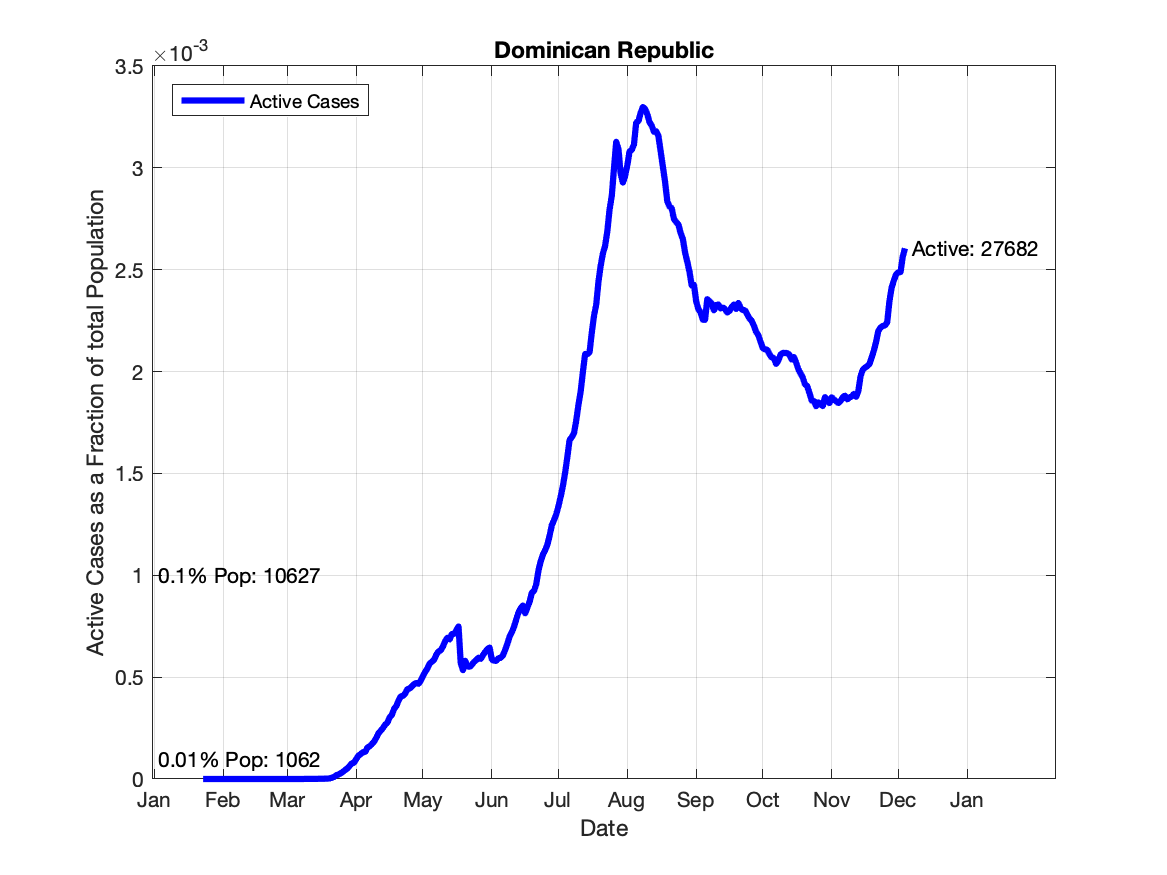 Dominican Republic
×10-3
3.5
3
2.5
2
1.5
1
0.5
0
Active Cases as a Fraction of total Population
Active Cases
Active: 27682
0.1% Pop: 10627
0.01% Pop: 1062
Jan Feb Mar Apr May Jun Jul Aug Sep Oct Nov Dec Jan
Date